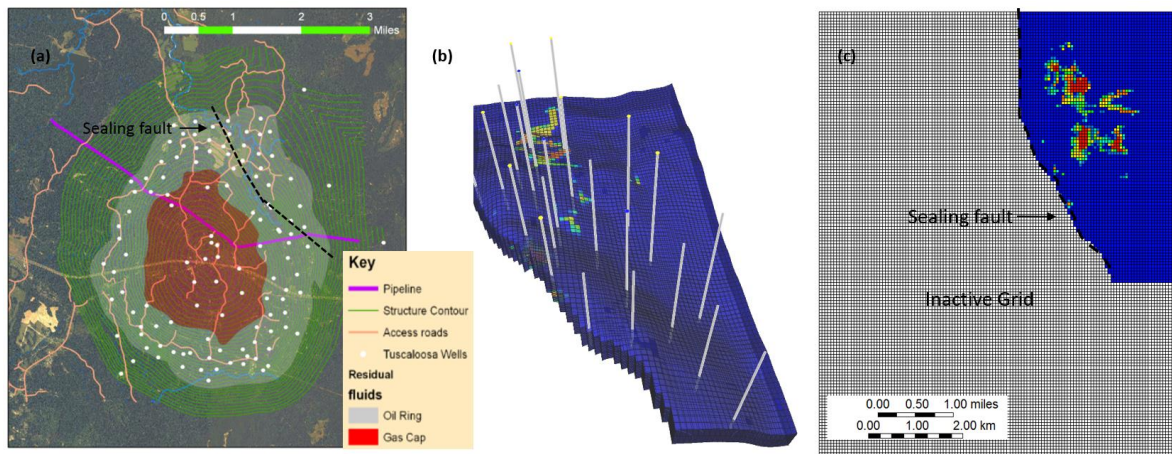 0 0.5 1 2 3
Miles
(a)
Sealing fault
Key
Pipeline
Structure Contour
Access roads
Tuscaloosa Wells
Residual
fluids
Oil Ring
Gas Cap
(b)
(c)
Sealing fault
Inactive Grid
0.00 0.50 1.00 miles
0.00 1.00 2.00 km